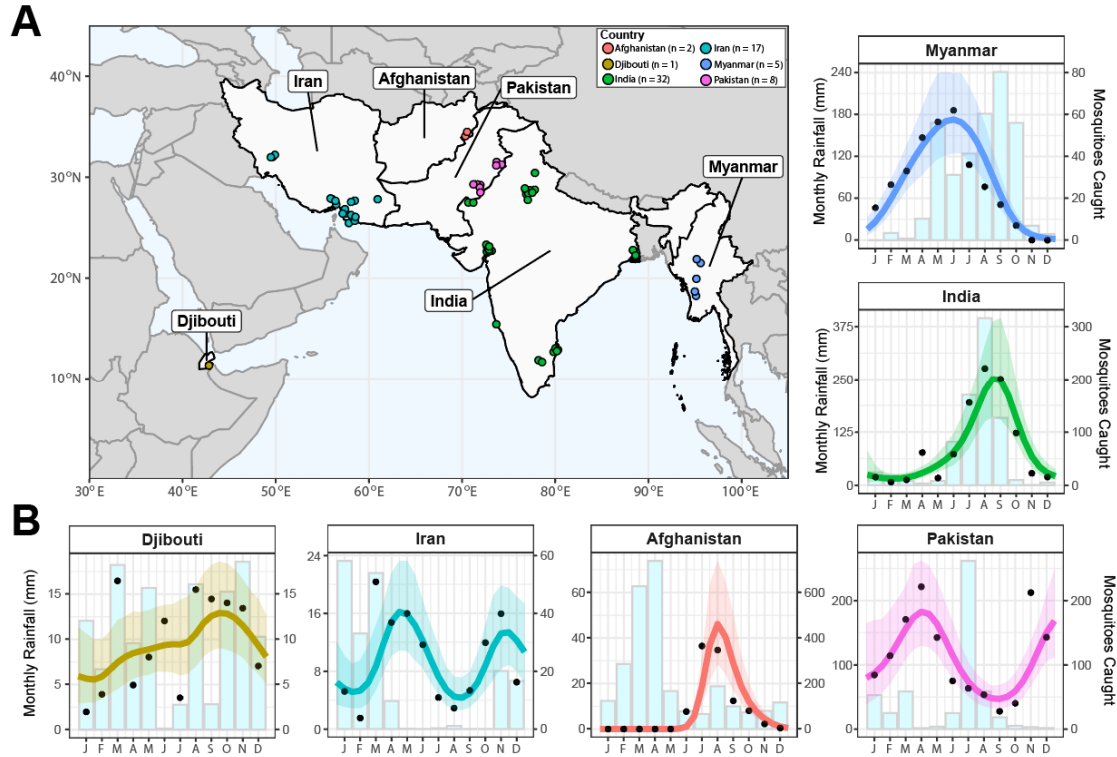 A
Country
Afghanistan (n = 2)
Iran (n = 17)
Djibouti (n = 1)
Myanmar (n = 5)
India (n = 32)
Pakistan (n = 8)
Iran
Afghanistan
Pakistan
Myanmar
India
Djibouti
40°N
30°N
20°N
10°N
30°E 40°E 50°E 60°E 70°E 80°E 90°E 100°E
Myanmar
Monthly Rainfall (mm)
240
180
120
60
0
80
60
40
20
0
Mosquitoes Caught
J F M A M J J A S O N D
India
Monthly Rainfall (mm)
375
250
125
0
300
200
100
0
Mosquitoes Caught
J F M A M J J A S O N D
B
Djibouti
Monthly Rainfall (mm)
15
10
5
0
15
10
5
0
J F M A M J J A S O N D
Iran
24
16
8
0
60
40
20
0
J F M A M J J A S O N D
Afghanistan
60
40
20
0
600
400
200
0
J F M A M J J A S O N D
Pakistan
200
100
0
200
100
0
Mosquitoes Caught
J F M A M J J A S O N D